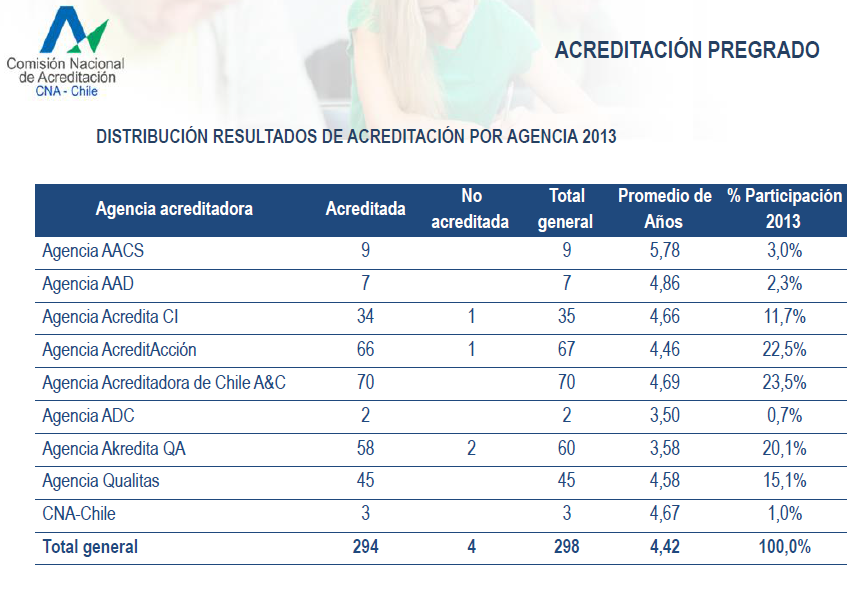 Comisión Nacional
de Acreditación
CNA - Chile
ACREDITACIÓN PREGRADO
DISTRIBUCIÓN RESULTADOS DE ACREDITACIÓN POR AGENCIA 2013
Agencia acreditadora Acreditada No acreditada Total general Promedio de Años % Participación 2013
Agencia AACS 9 9 5,78 3,0%
Agencia AAD 7 7 4,86 2,3%
Agencia Acredita CI 34 1 35 4,66 11,7%
Agencia AcreditAcción 66 1 67 4,46 22,5%
Agencia Acreditadora de Chile A&C 70 70 4,69 23,5%
Agencia ADC 2 2 3,50 0,7%
Agencia Akredita QA 58 2 60 3,58 20,1%
Agencia Qualitas 45 45 4,58 15,1%
CNA-Chile 3 3 4,67 1,0%
Total general 294 4 298 4,42 100,0%